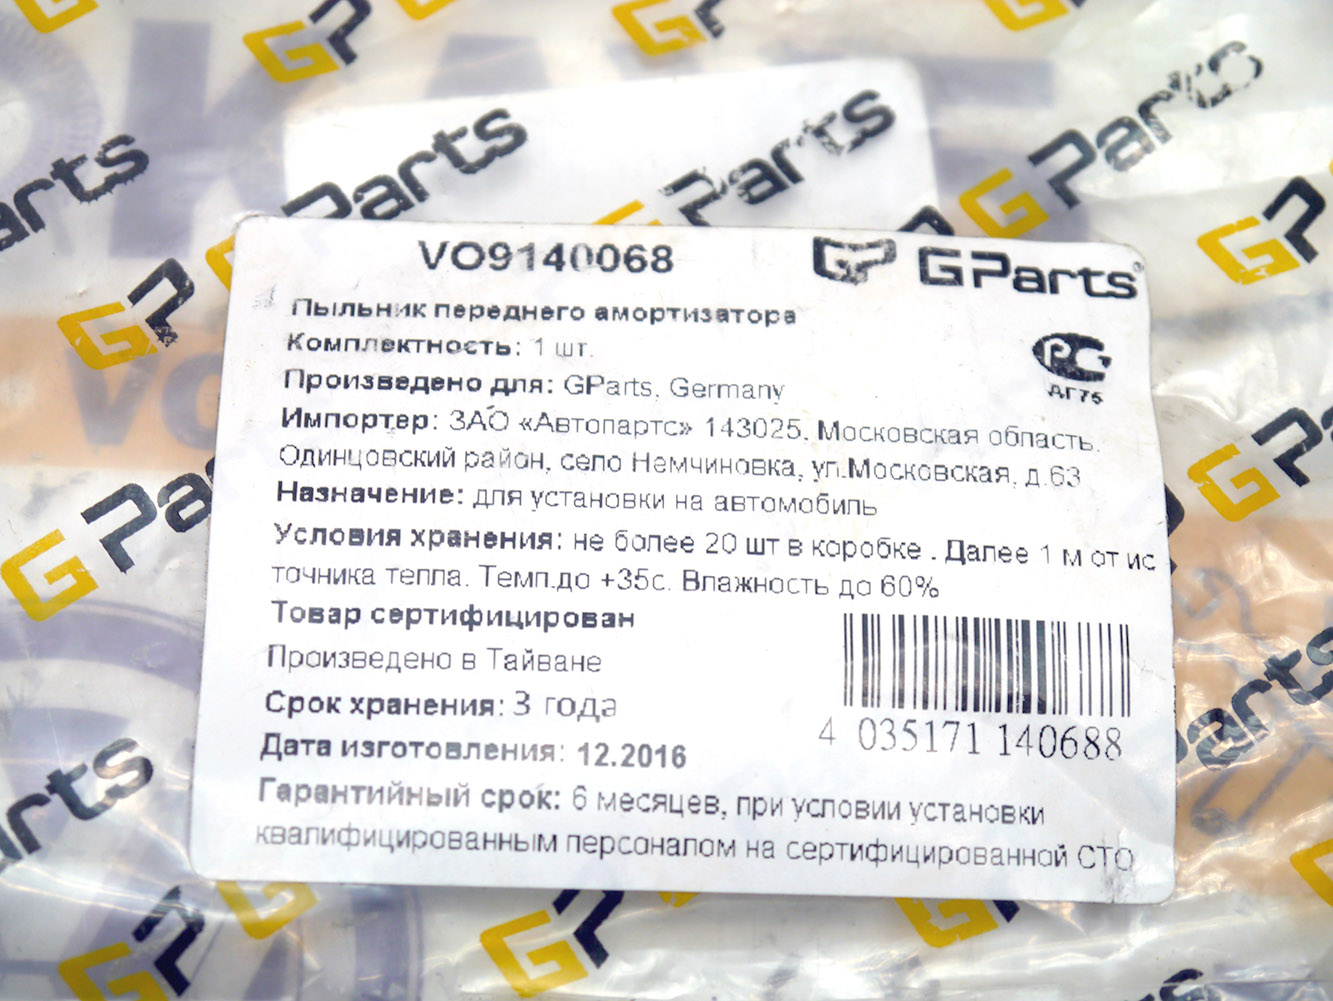 VO9140068
GParts
Пыльник переднего амортизатора
Комплектность: 1 шт.
РСТ
АГ75
Произведено для: GParts, Germany
Импортер: ЗАО «Автопартс» 143025, Московская область,
Одинцовский район, село Немчиновка, ул.Московская, д.63
Назначение: для установки на автомобиль
Условия хранения: не более 20 шт в коробке . Далее 1 м от ис
точника тепла. Темп.до +35с. Влажность до 60%
Товар сертифицирован
Произведено в Тайване
Срок хранения: 3 года
Дата изготовления: 12.2016
4 035171 140688
Гарантийный срок: 6 месяцев, при условии установки
квалифицированным персоналом на сертифицированной СТО